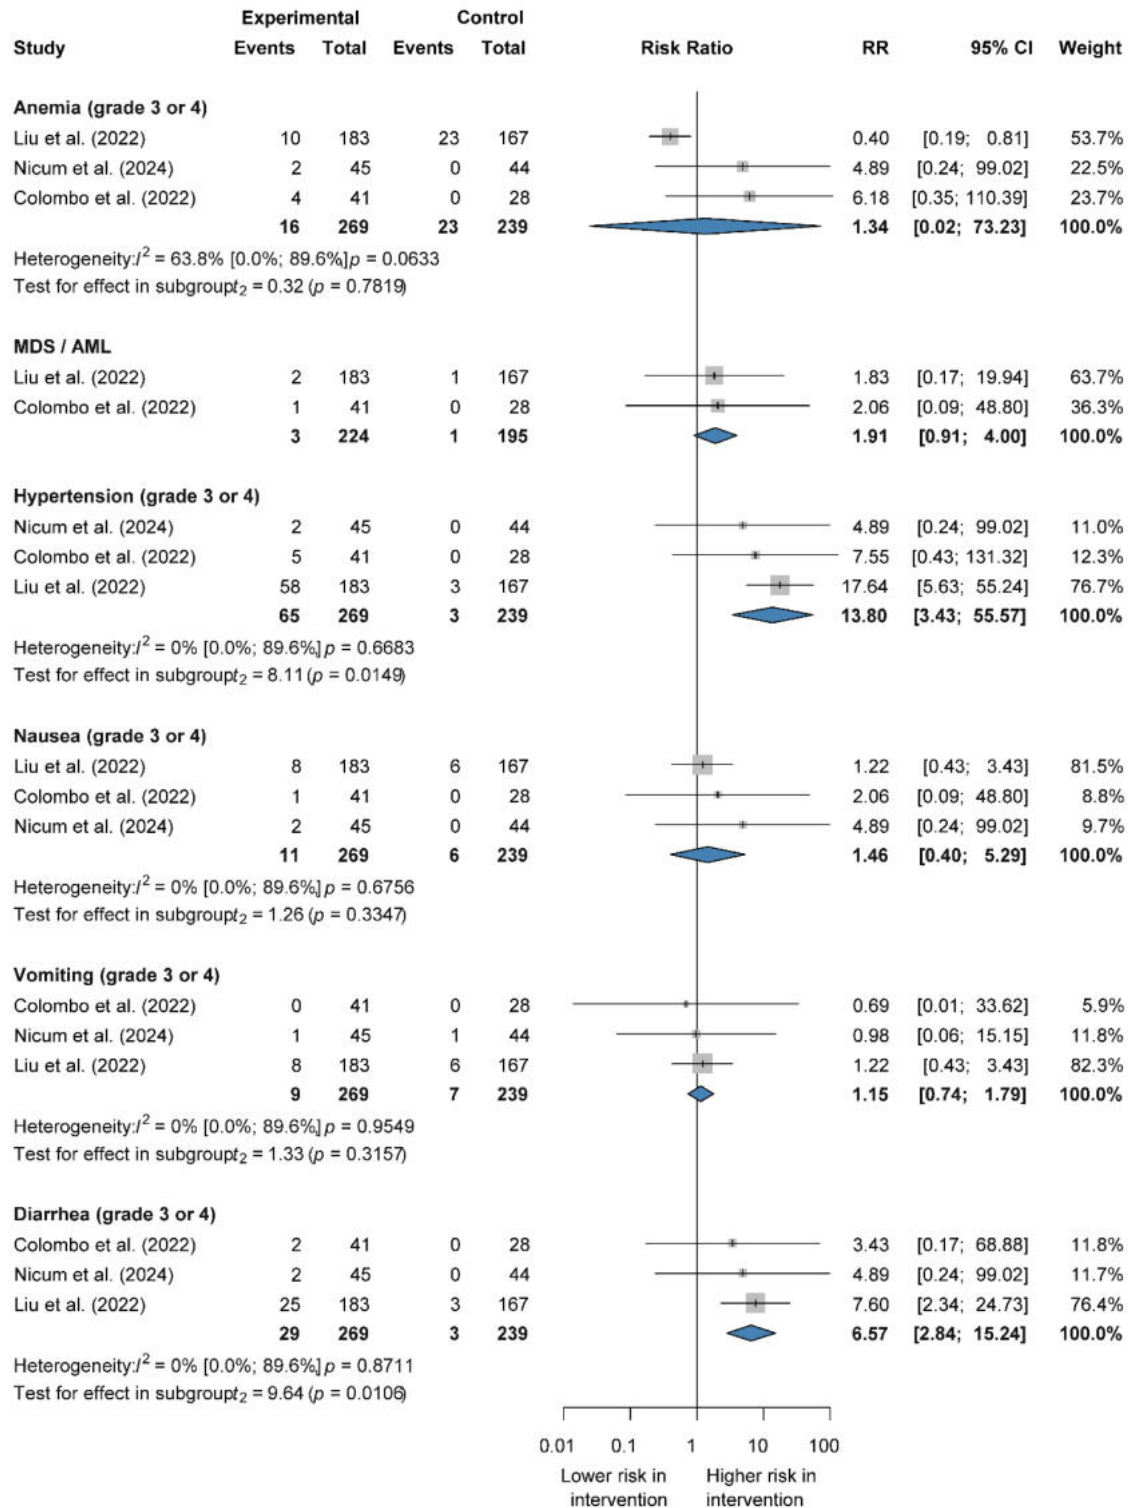 Experimental Control
Study Events Total Events Total Risk Ratio RR 95% CI Weight
Anemia (grade 3 or 4)
Liu et al. (2022) 10 183 23 167 0.40 [0.19; 0.81] 53.7%
Nicum et al. (2024) 2 45 0 44 4.89 [0.24; 99.02] 22.5%
Colombo et al. (2022) 4 41 0 28 6.18 [0.35; 110.39] 23.7%
16 269 23 239 1.34 [0.02; 73.23] 100.0%
Heterogeneity: I² = 63.8% [0.0%; 89.6%], p = 0.0633
Test for effect in subgroup: t₂ = 0.32 (p = 0.7819)
MDS / AML
Liu et al. (2022) 2 183 1 167 1.83 [0.17; 19.94] 63.7%
Colombo et al. (2022) 1 41 0 28 2.06 [0.09; 48.80] 36.3%
3 224 1 195 1.91 [0.91; 4.00] 100.0%
Hypertension (grade 3 or 4)
Nicum et al. (2024) 2 45 0 44 4.89 [0.24; 99.02] 11.0%
Colombo et al. (2022) 5 41 0 28 7.55 [0.43; 131.32] 12.3%
Liu et al. (2022) 58 183 3 167 17.64 [5.63; 55.24] 76.7%
65 269 3 239 13.80 [3.43; 55.57] 100.0%
Heterogeneity: I² = 0% [0.0%; 89.6%], p = 0.6683
Test for effect in subgroup: t₂ = 8.11 (p = 0.0149)
Nausea (grade 3 or 4)
Liu et al. (2022) 8 183 6 167 1.22 [0.43; 3.43] 81.5%
Colombo et al. (2022) 1 41 0 28 2.06 [0.09; 48.80] 8.8%
Nicum et al. (2024) 2 45 0 44 4.89 [0.24; 99.02] 9.7%
11 269 6 239 1.46 [0.40; 5.29] 100.0%
Heterogeneity: I² = 0% [0.0%; 89.6%], p = 0.6756
Test for effect in subgroup: t₂ = 1.26 (p = 0.3347)
Vomiting (grade 3 or 4)
Colombo et al. (2022) 0 41 0 28 0.69 [0.01; 33.62] 5.9%
Nicum et al. (2024) 1 45 1 44 0.98 [0.06; 15.15] 11.8%
Liu et al. (2022) 8 183 6 167 1.22 [0.43; 3.43] 82.3%
9 269 7 239 1.15 [0.74; 1.79] 100.0%
Heterogeneity: I² = 0% [0.0%; 89.6%], p = 0.9549
Test for effect in subgroup: t₂ = 1.33 (p = 0.3157)
Diarrhea (grade 3 or 4)
Colombo et al. (2022) 2 41 0 28 3.43 [0.17; 68.88] 11.8%
Nicum et al. (2024) 2 45 0 44 4.89 [0.24; 99.02] 11.7%
Liu et al. (2022) 25 183 3 167 7.60 [2.34; 24.73] 76.4%
29 269 3 239 6.57 [2.84; 15.24] 100.0%
Heterogeneity: I² = 0% [0.0%; 89.6%], p = 0.8711
Test for effect in subgroup: t₂ = 9.64 (p = 0.0106)
0.01 0.1 1 10 100
Lower risk in Higher risk in
intervention intervention